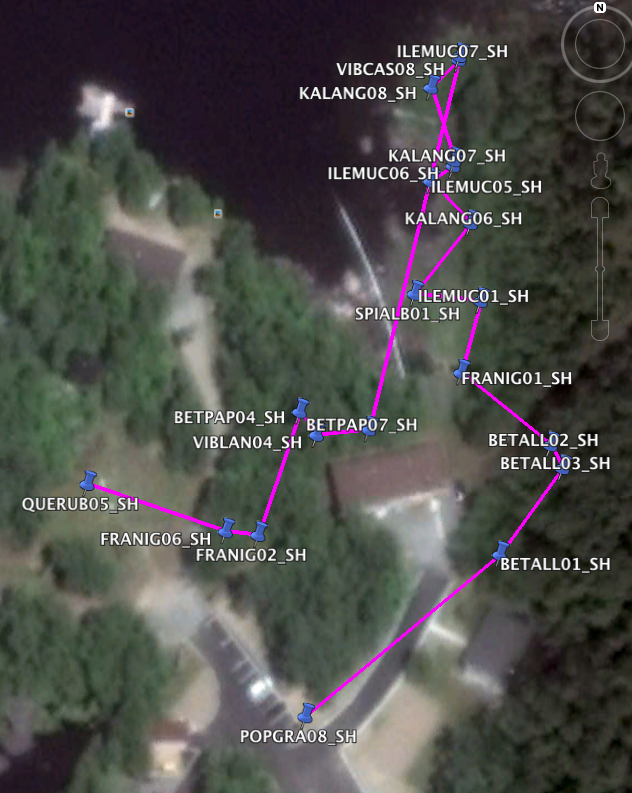 N
ILEMUC07_SH
VIBCAS08_SH
KALANG08_SH
KALANG07_SH
ILEMUC06_SH
ILEMUC05_SH
KALANG06_SH
ILEMUC01_SH
SPIALB01_SH
FRANIG01_SH
BETPAP04_SH
BETPAP07_SH
VIBLAN04_SH
BETALL02_SH
BETALL03_SH
QUERUB05_SH
FRANIG06_SH
FRANIG02_SH
BETALL01_SH
POPGRA08_SH